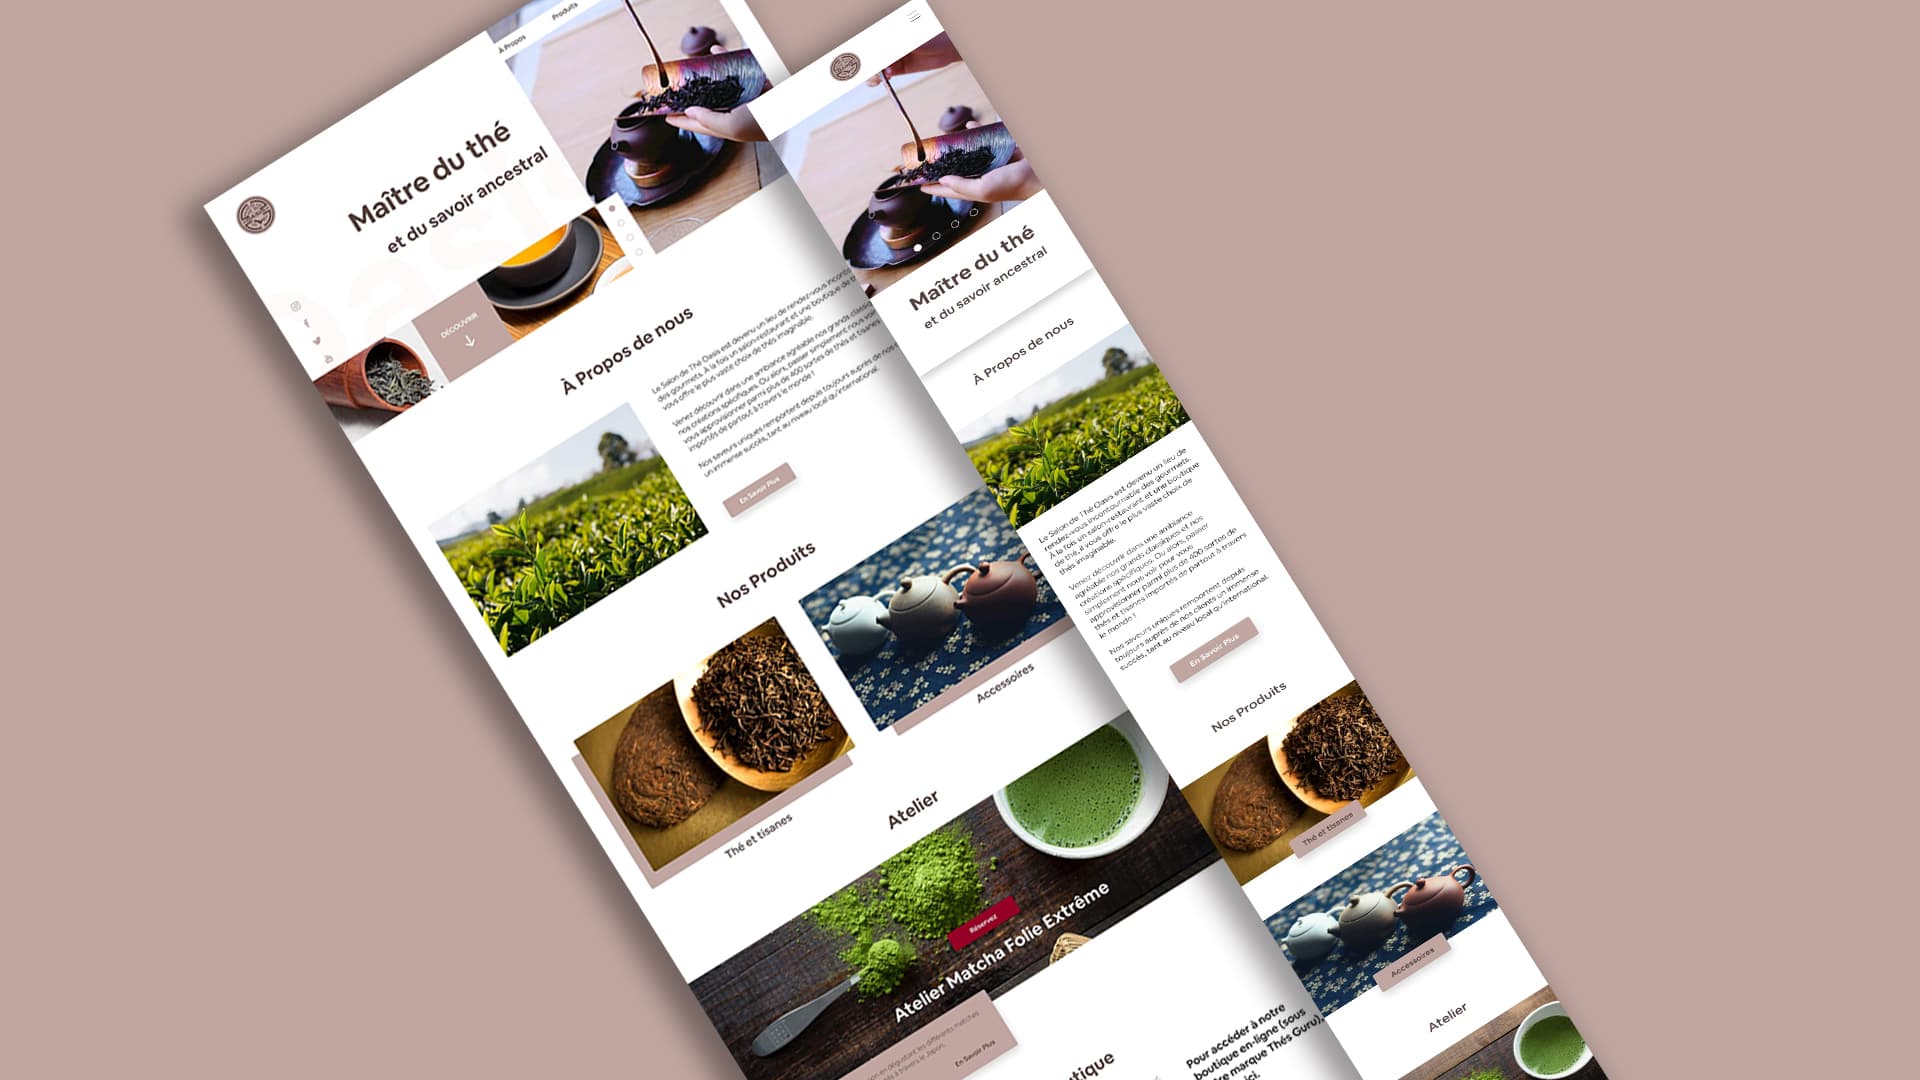 À Propos
Produits
Maître du thé
et du savoir ancestral
Oasis
DÉCOUVRIR
À Propos de nous
Le Salon de Thé Oasis est devenu un lieu de rendez-vous
des gourmets. À la fois un salon-restaurant et une boutique de
vous offre le plus vaste choix de thés imaginable.
Venez découvrir dans une ambiance agréable nos grands
nos créations spécifiques. Ou alors, passer simplement nous voir
vous approvisionner parmi plus de 400 sortes de thés et tisanes
importés de partout à travers le monde !
Nos saveurs uniques remportent depuis toujours auprès de nos
un immense succès, tant au niveau local qu'international.
En Savoir Plus
Nos Produits
Thé et tisanes
Accessoires
Atelier
Réservez
Atelier Matcha Folie Extrême
en dégustant les différents matchas
à travers le Japon.
En Savoir Plus
Pour accéder à notre
boutique en-ligne (sous
marque Thés Guru),
ici.
Maître du thé
et du savoir ancestral
À Propos de nous
Le Salon de Thé Oasis est devenu un lieu de
rendez-vous incontournable des gourmets.
À la fois un salon-restaurant et une boutique
de thé, il vous offre le plus vaste choix de
thés imaginable.
Venez découvrir dans une ambiance
agréable nos grands classiques et nos
créations spécifiques. Ou alors, passer
simplement nous voir pour vous
approvisionner parmi plus de 400 sortes de
thés et tisanes importés de partout à travers
le monde !
Nos saveurs uniques remportent depuis
toujours auprès de nos clients un immense
succès, tant au niveau local qu'international.
En Savoir Plus
Nos Produits
Thé et tisanes
Accessoires
Atelier